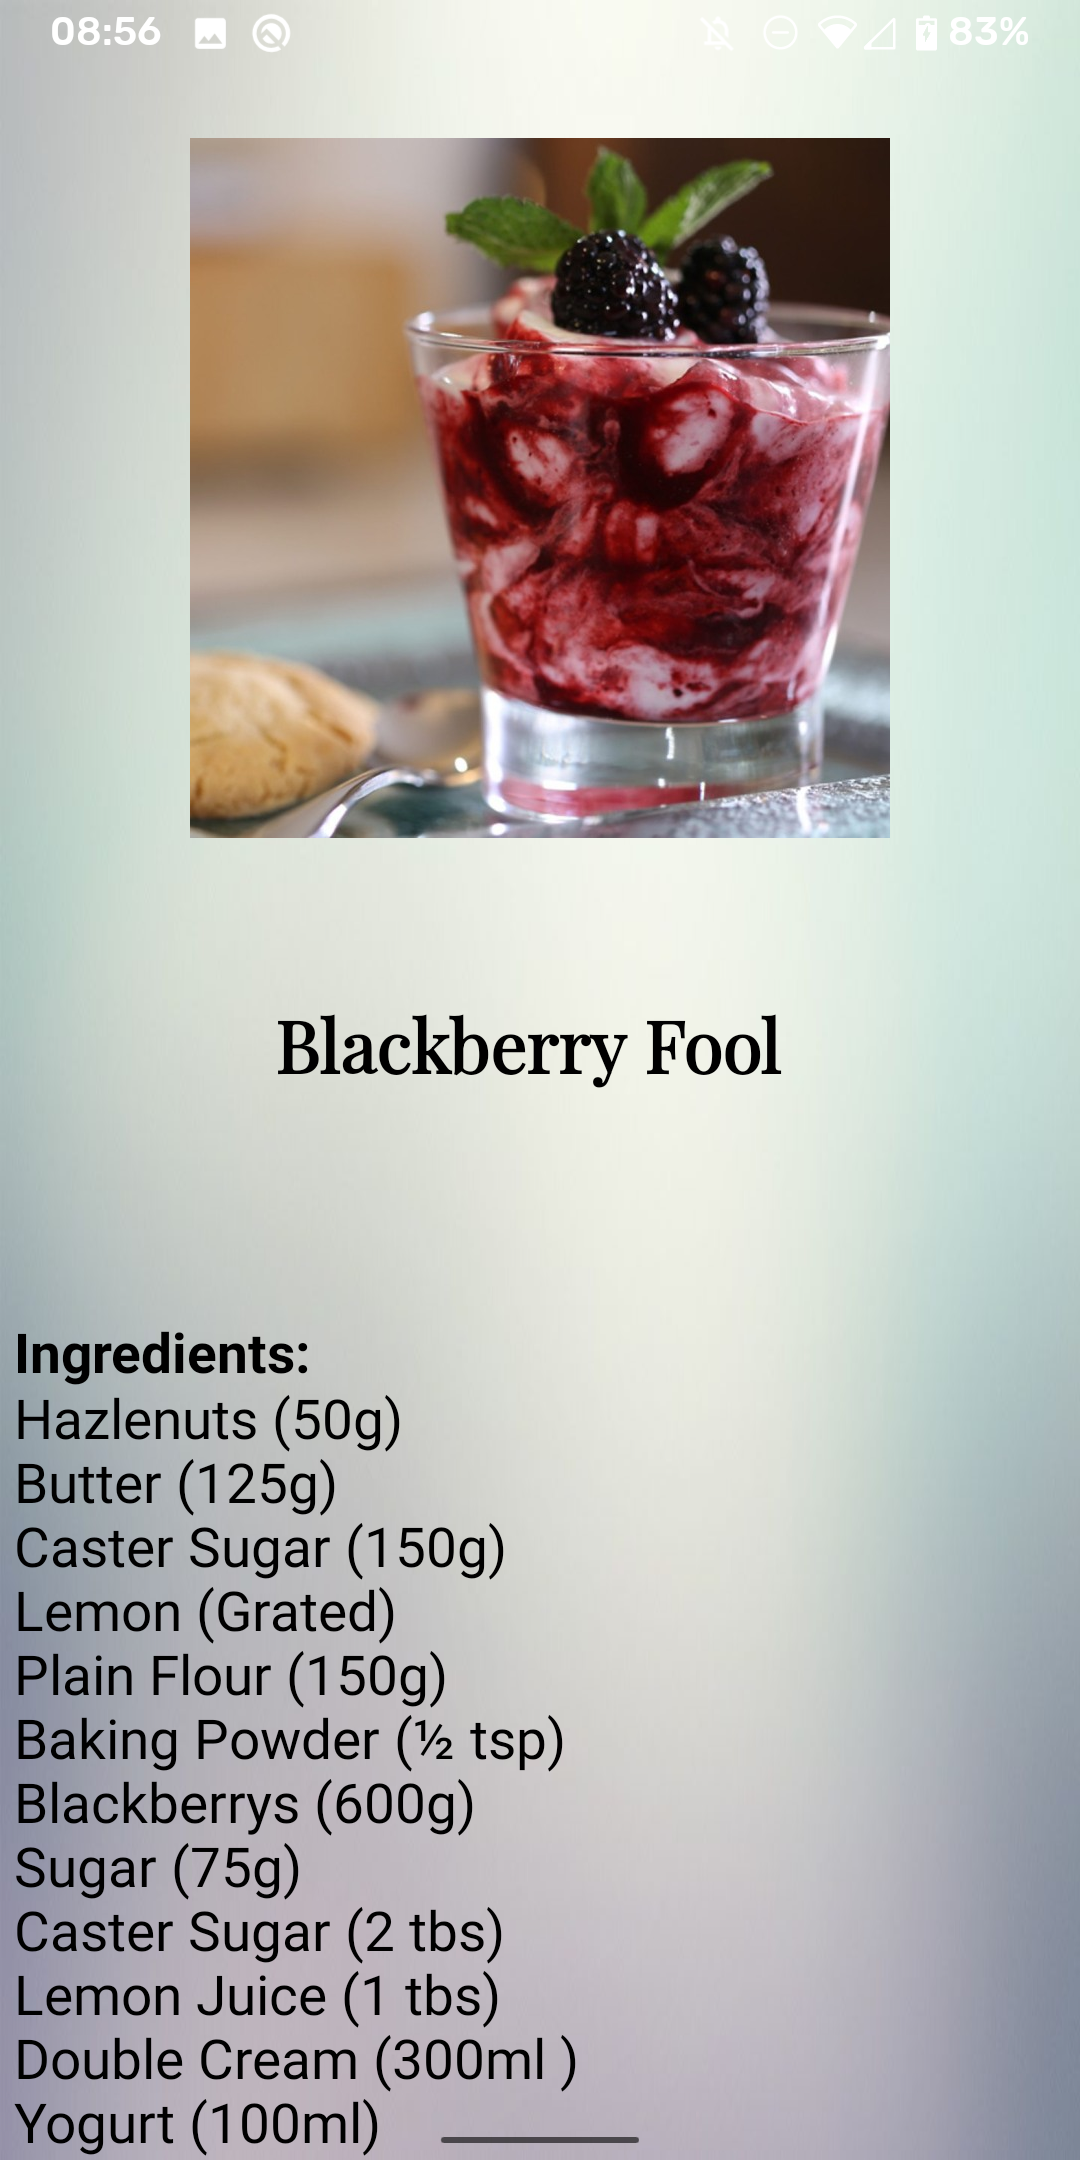 08:56
83%
Blackberry Fool
Ingredients:
Hazlenuts (50g)
Butter (125g)
Caster Sugar (150g)
Lemon (Grated)
Plain Flour (150g)
Baking Powder (½ tsp)
Blackberrys (600g)
Sugar (75g)
Caster Sugar (2 tbs)
Lemon Juice (1 tbs)
Double Cream (300ml )
Yogurt (100ml)